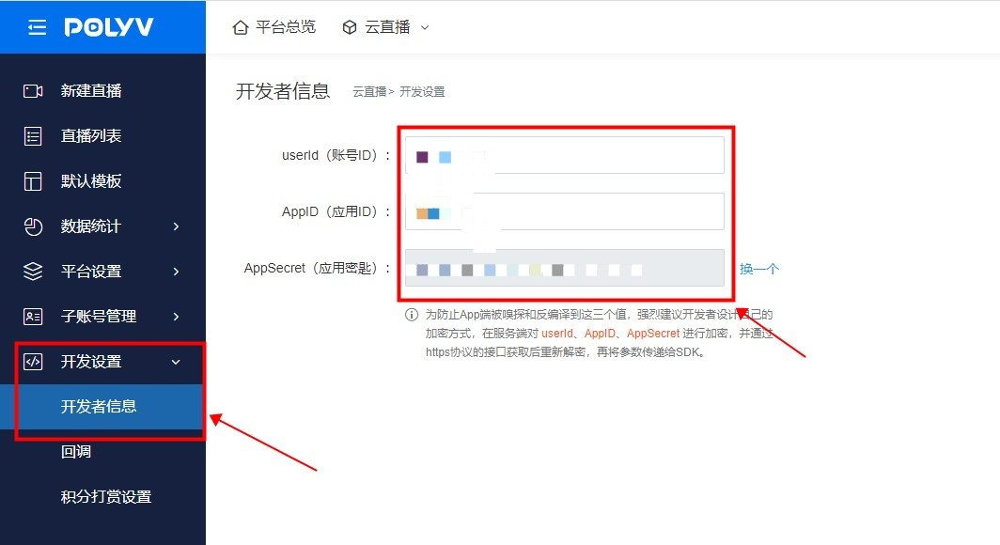 POLYV
平台总览
云直播
新建直播
直播列表
默认模板
数据统计
平台设置
子账号管理
开发设置
开发者信息
回调
积分打赏设置
开发者信息
云直播> 开发设置
userId（账号ID）：
AppID（应用ID）：
AppSecret（应用密匙）：
换一个
为防止App端被嗅探和反编译到这三个值，强烈建议开发者设计自己的
加密方式，在服务端对 userId、AppID、AppSecret 进行加密，并通过
https协议的接口获取后重新解密，再将参数传递给SDK。